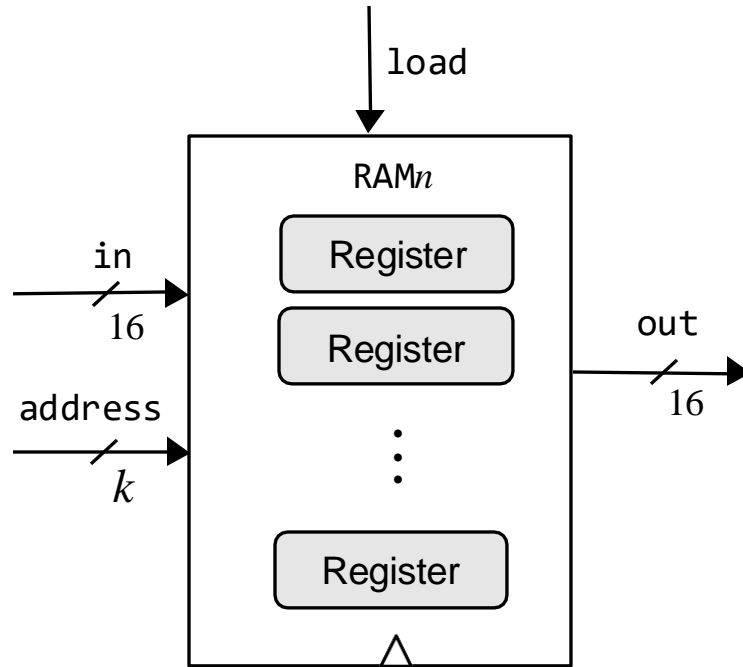 load
RAMn
Register
in
16
Register
out
16
address
k
Register